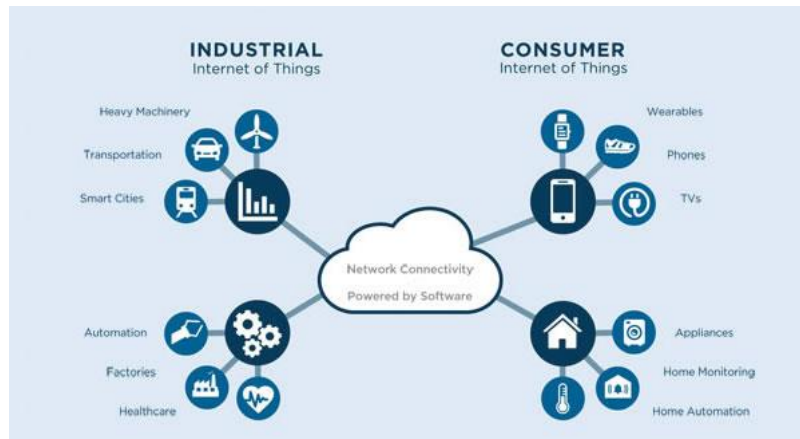 INDUSTRIAL
Internet of Things
CONSUMER
Internet of Things
Heavy Machinery
Transportation
Smart Cities
Wearables
Phones
TVs
Network Connectivity
Powered by Software
Automation
Factories
Healthcare
Appliances
Home Monitoring
Home Automation